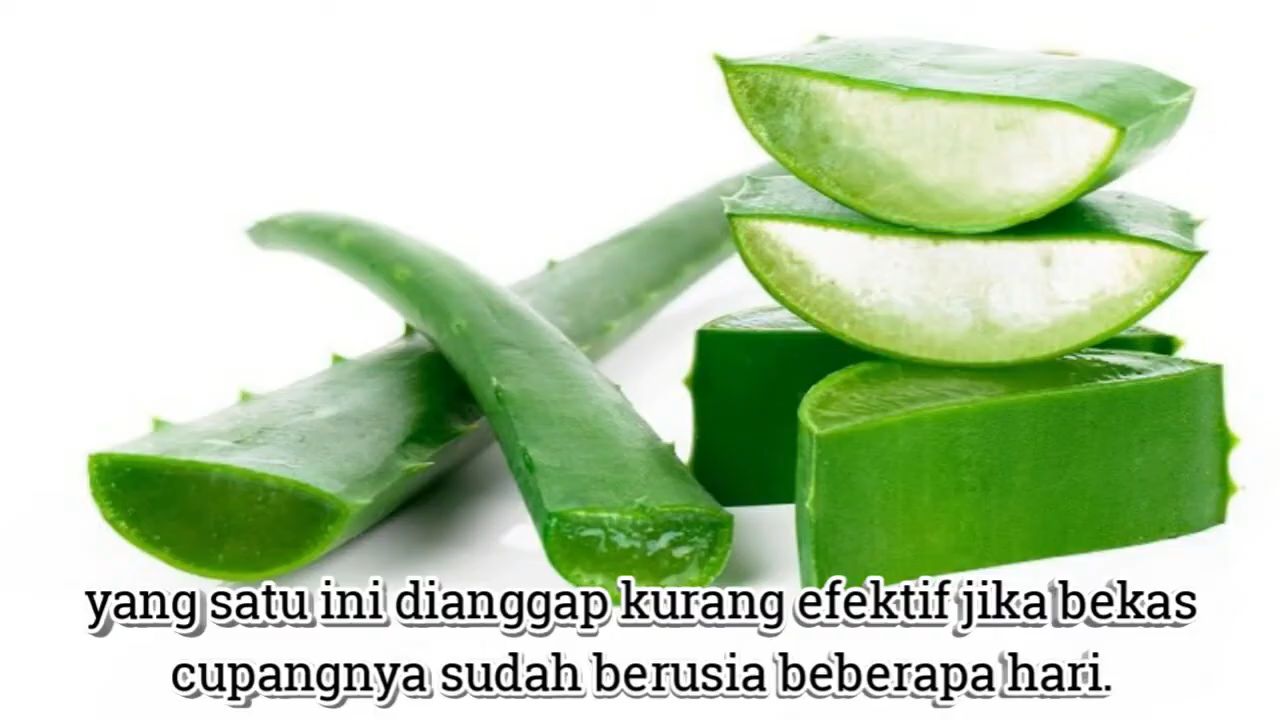 yang satu ini dianggap kurang efektif jika bekas
cupangnya sudah berusia beberapa hari.